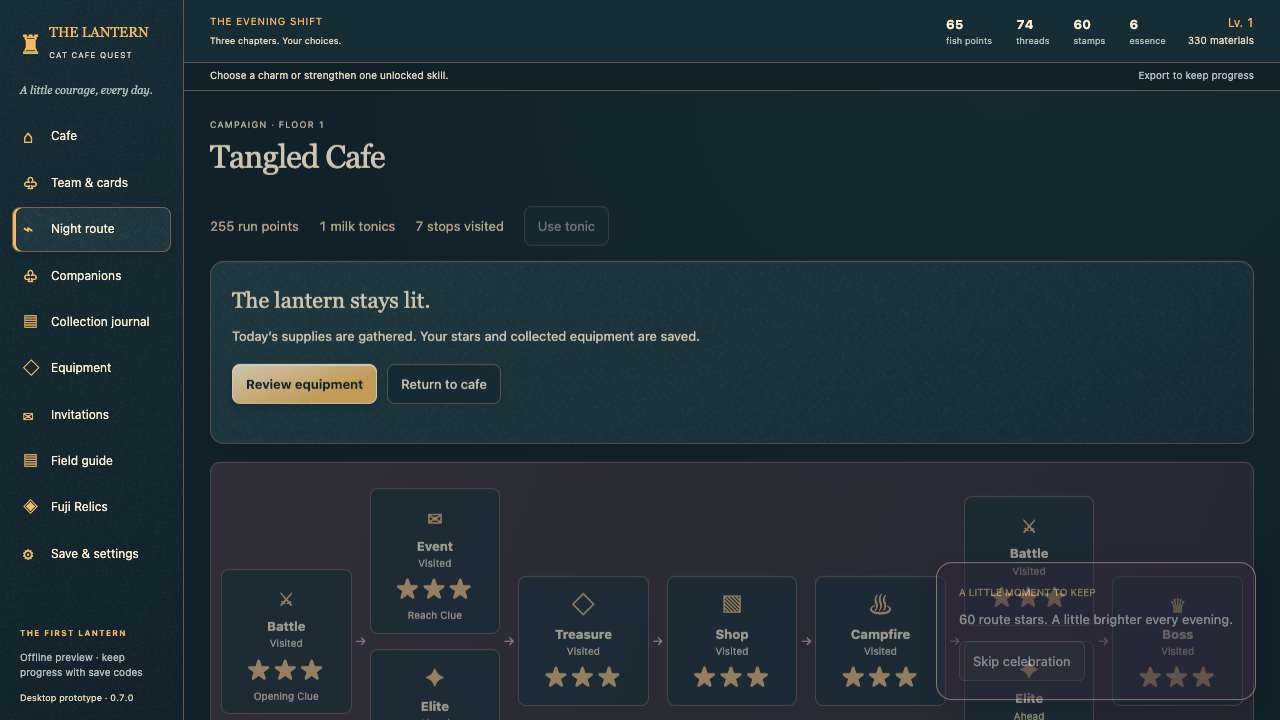 THE LANTERN
CAT CAFE QUEST
A little courage, every day.
Cafe
Team & cards
Night route
Companions
Collection journal
Equipment
Invitations
Field guide
Fuji Relics
Save & settings
THE FIRST LANTERN
Offline preview · keep
progress with save codes
Desktop prototype · 0.7.0
THE EVENING SHIFT
Three chapters. Your choices.
65
fish points
74
threads
60
stamps
6
essence
Lv. 1
330 materials
Choose a charm or strengthen one unlocked skill.
Export to keep progress
CAMPAIGN · FLOOR 1
Tangled Cafe
255 run points
1 milk tonics
7 stops visited
Use tonic
The lantern stays lit.
Today's supplies are gathered. Your stars and collected equipment are saved.
Review equipment
Return to cafe
Battle
Visited
Opening Clue
Event
Visited
Reach Clue
Elite
Treasure
Visited
Shop
Visited
Campfire
Visited
Battle
Visited
Elite
Ahead
Boss
Visited
A LITTLE MOMENT TO KEEP
60 route stars. A little brighter every evening.
Skip celebration